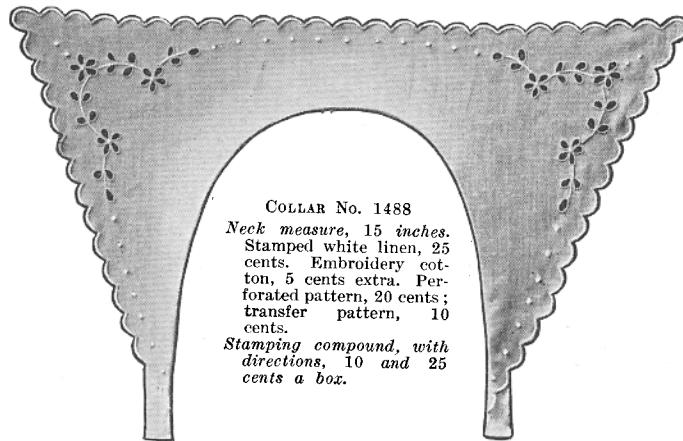 COLLAR No. 1488
Neck measure, 15 inches.
Stamped white linen, 25
cents. Embroidery cot-
ton, 5 cents extra. Per-
forated pattern, 20 cents;
transfer pattern, 10
cents.
Stamping compound, with
directions, 10 and 25
cents a box.